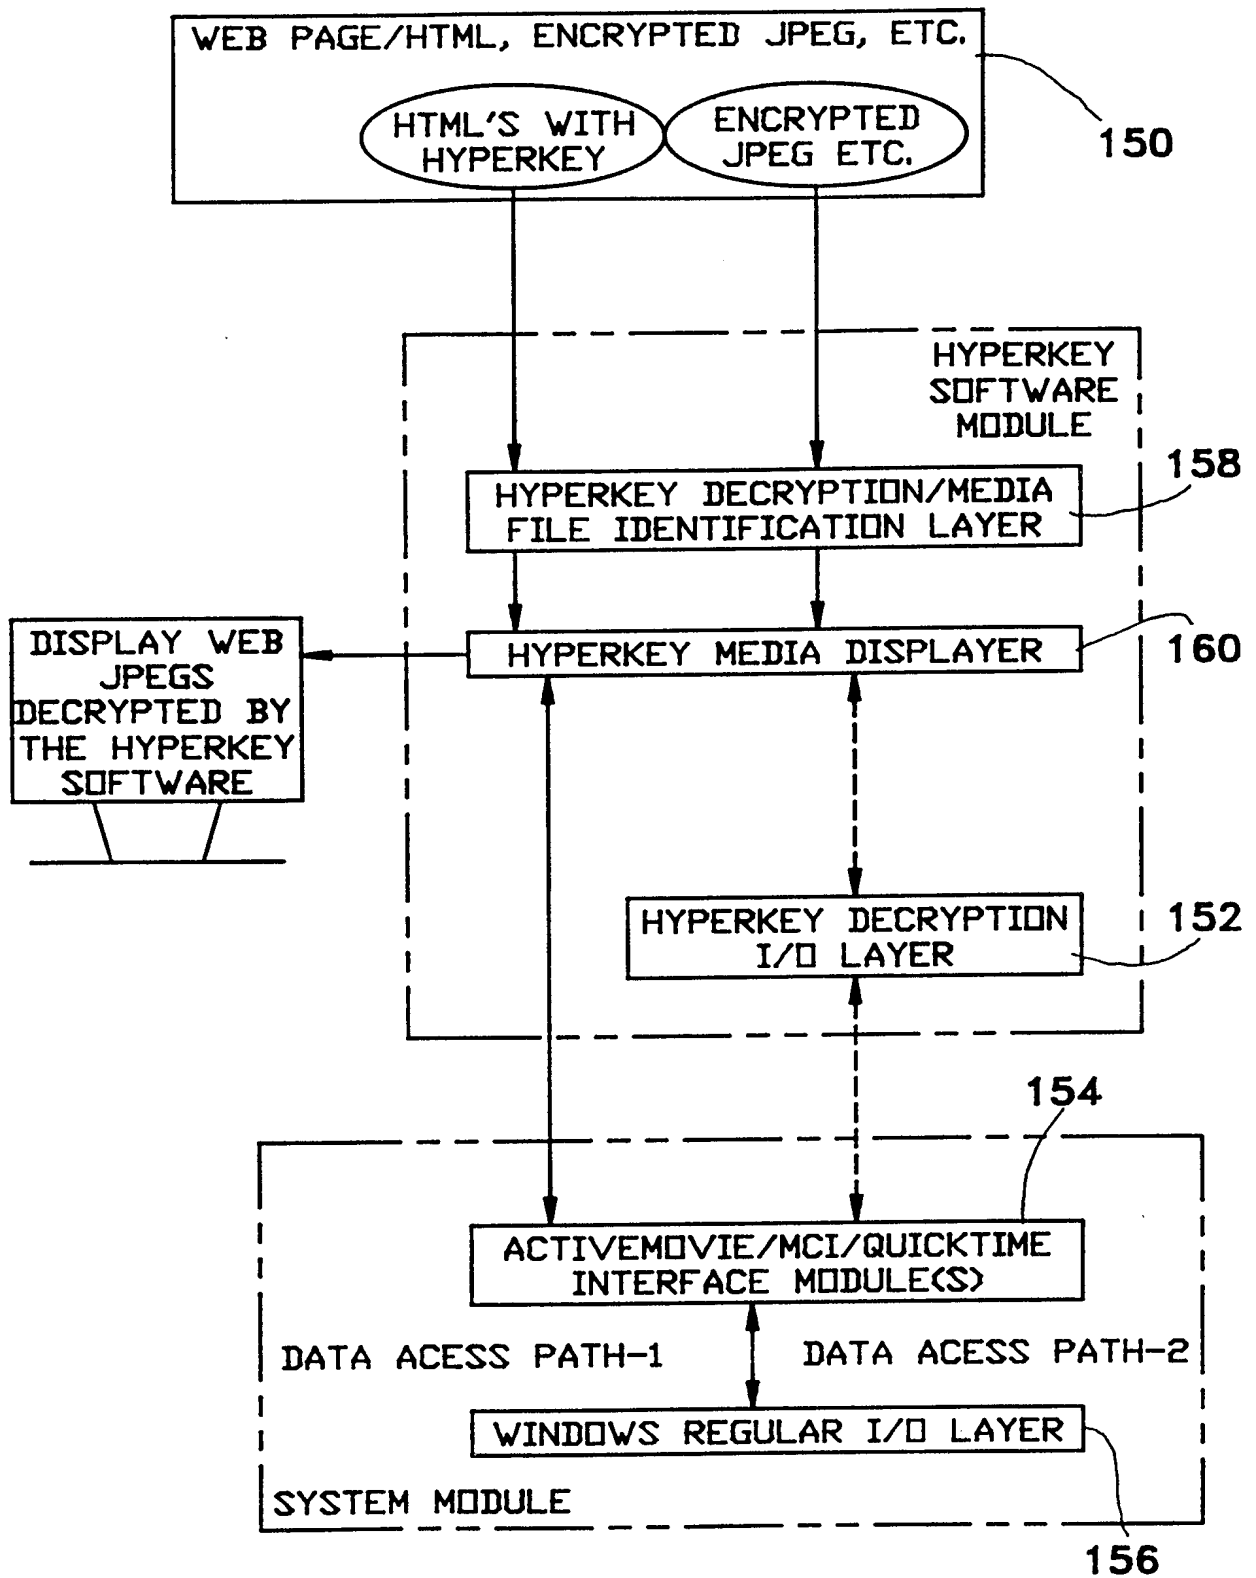 WEB PAGE/HTML, ENCRYPTED JPEG, ETC.
HTML'S WITH
HYPERKEY
ENCRYPTED
JPEG ETC.
150
HYPERKEY
SOFTWARE
MODULE
158
HYPERKEY DECRYPTION/MEDIA
FILE IDENTIFICATION LAYER
160
HYPERKEY MEDIA DISPLAYER
DISPLAY WEB
JPEGS
DECRYPTED BY
THE HYPERKEY
SOFTWARE
152
HYPERKEY DECRYPTION
I/O LAYER
154
ACTIVEMOVIE/MCI/QUICKTIME
INTERFACE MODULE(S)
DATA ACESS PATH-1
DATA ACESS PATH-2
WINDOWS REGULAR I/O LAYER
SYSTEM MODULE
156